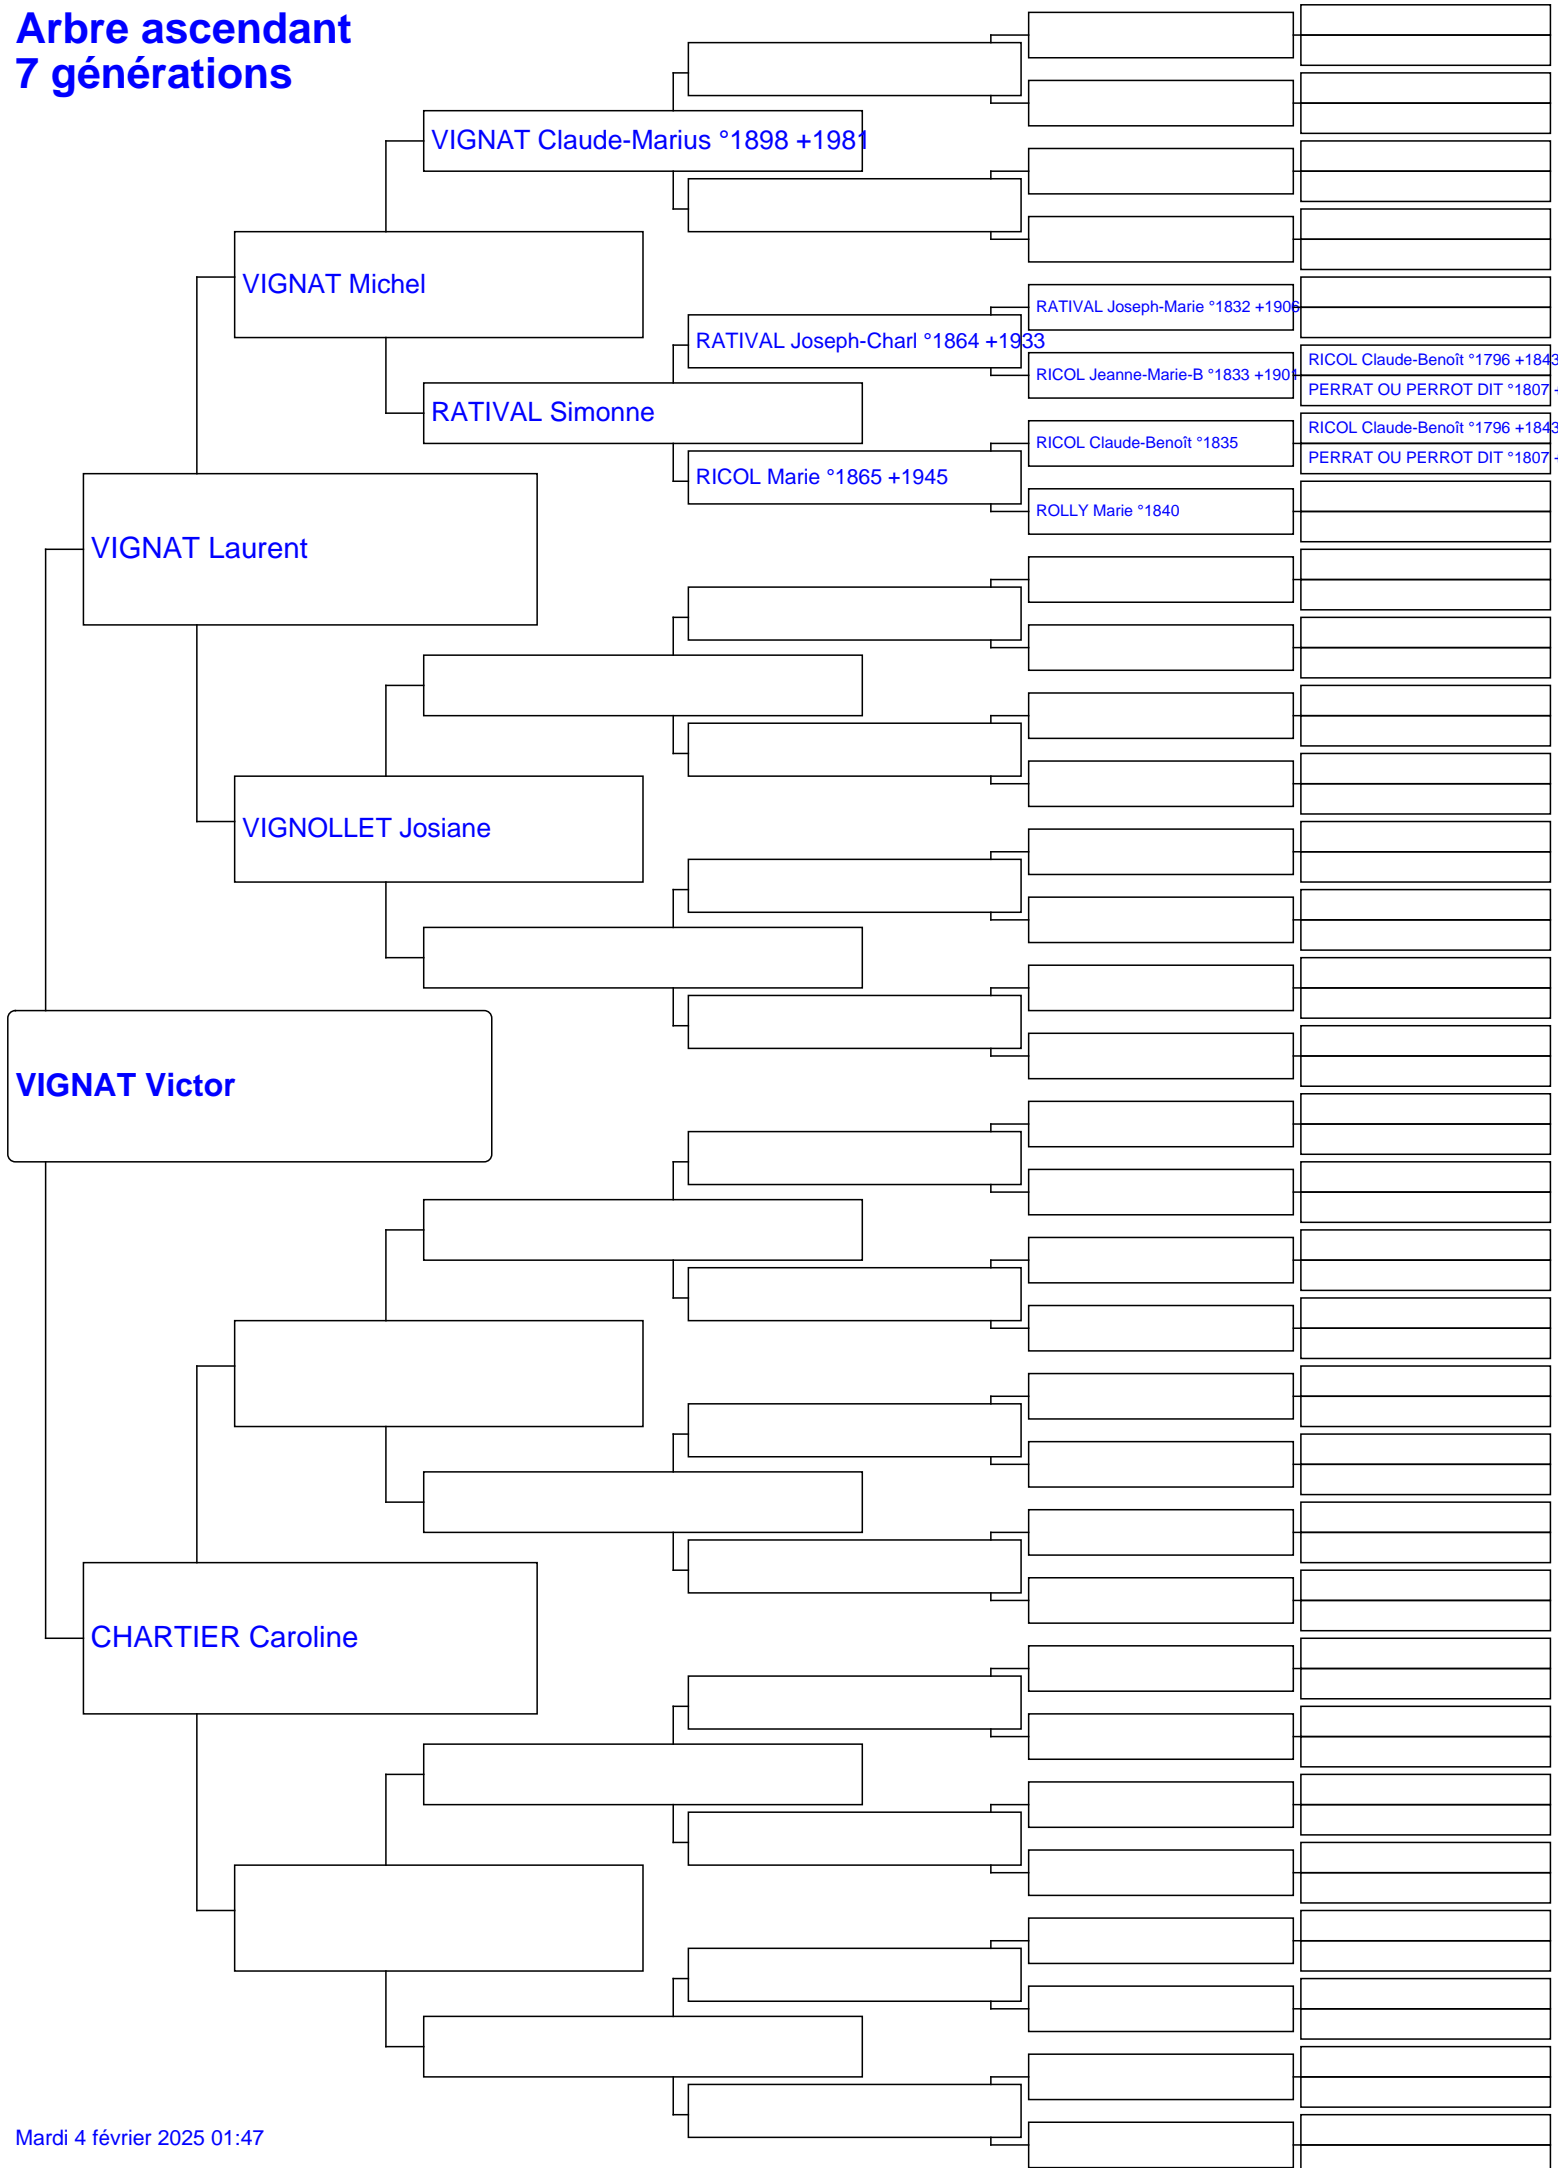 Arbre ascendant
7 générations
VIGNAT Claude-Marius °1898 +1981
VIGNAT Michel
RATIVAL Joseph-Marie °1832 +1906
RATIVAL Joseph-Charl °1864 +1933
RICOL Claude-Benoît °1796 +1843
RICOL Jeanne-Marie-B °1833 +1901
PERRAT OU PERROT DIT °1807 +
RATIVAL Simonne
RICOL Claude-Benoît °1796 +1843
RICOL Claude-Benoît °1835
PERRAT OU PERROT DIT °1807 +
RICOL Marie °1865 +1945
ROLLY Marie °1840
VIGNAT Laurent
VIGNOLLET Josiane
VIGNAT Victor
CHARTIER Caroline
Mardi 4 février 2025 01:47